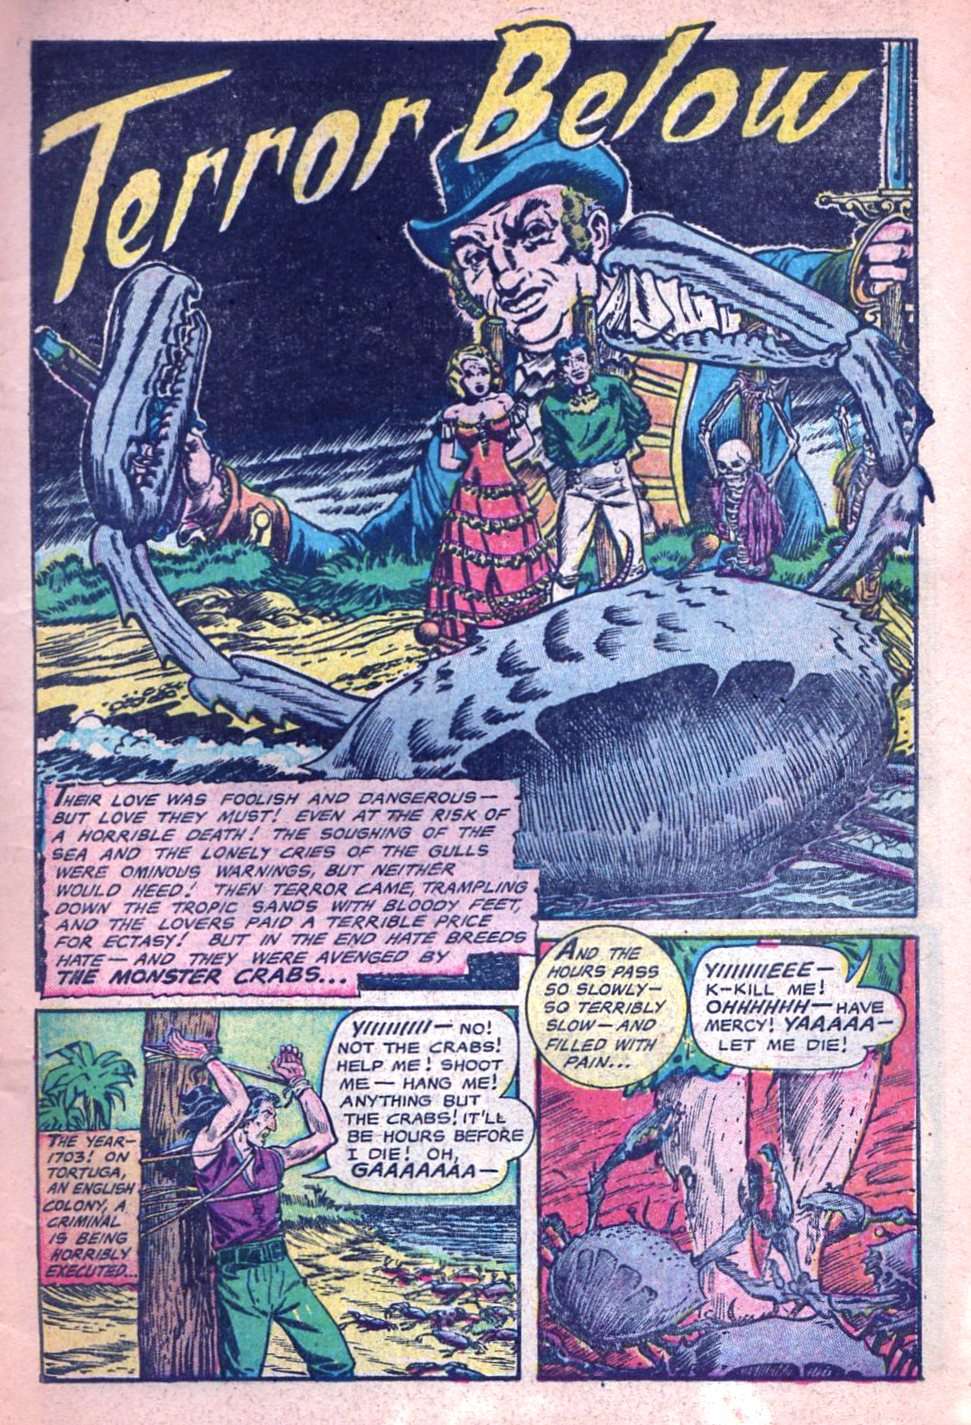 Terror Below
THEIR LOVE WAS FOOLISH AND DANGEROUS—
BUT LOVE THEY MUST! EVEN AT THE RISK OF
A HORRIBLE DEATH! THE SOUGHING OF THE
SEA AND THE LONELY CRIES OF THE GULLS
WERE OMINOUS WARNINGS, BUT NEITHER
WOULD HEED! THEN TERROR CAME, TRAMPLING
DOWN THE TROPIC SANDS WITH BLOODY FEET,
AND THE LOVERS PAID A TERRIBLE PRICE
FOR ECTASY! BUT IN THE END HATE BREEDS
HATE—AND THEY WERE AVENGED BY
THE MONSTER CRABS...
THE YEAR—
1703! ON
TORTUGA,
AN ENGLISH
COLONY, A
CRIMINAL
IS BEING
HORRIBLY
EXECUTED...
YIIIIIIIII— NO!
NOT THE CRABS!
HELP ME! SHOOT
ME— HANG ME!
ANYTHING BUT
THE CRABS! IT'LL
BE HOURS BEFORE
I DIE! OH,
GAAAAAAA—
AND THE
HOURS PASS
SO SLOWLY—
SO TERRIBLY
SLOW—AND
FILLED WITH
PAIN...
YIIIIIIIEEE—
K-KILL ME!
OHHHHHH—HAVE
MERCY! YAAAAA—
LET ME DIE!